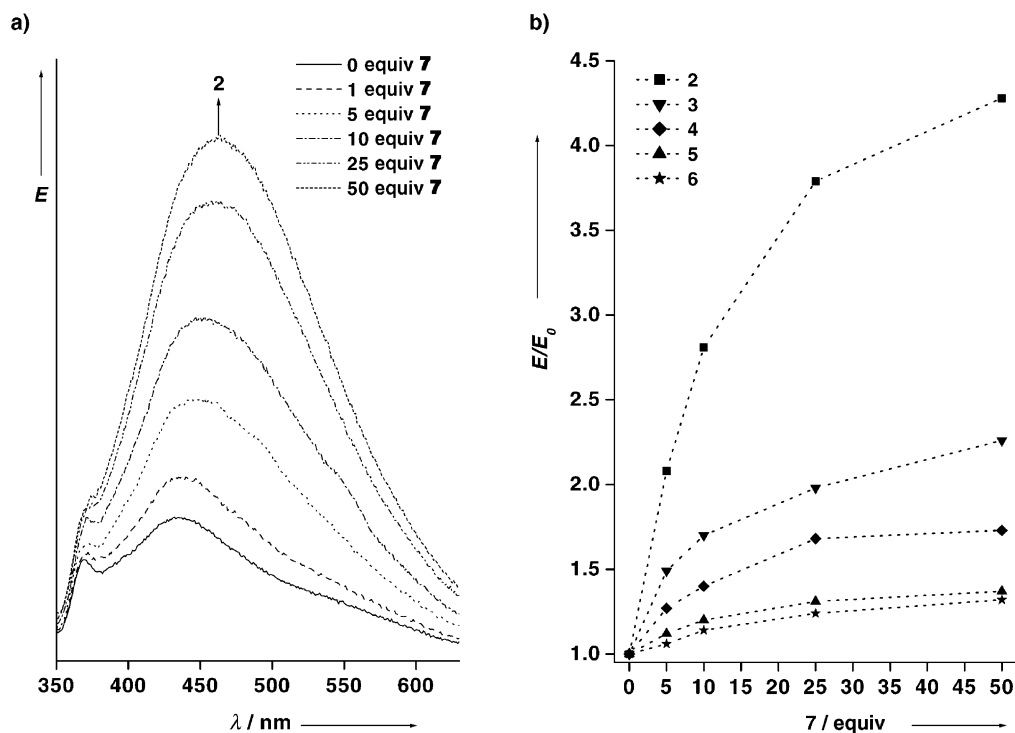 a)
2
0 equiv 7
1 equiv 7
5 equiv 7
10 equiv 7
25 equiv 7
50 equiv 7
E
350 400 450 500 550 600
λ / nm
b)
2
3
4
5
6
4.5
4.0
3.5
3.0
2.5
2.0
1.5
1.0
E/E0
0 5 10 15 20 25 30 35 40 45 50
7 / equiv